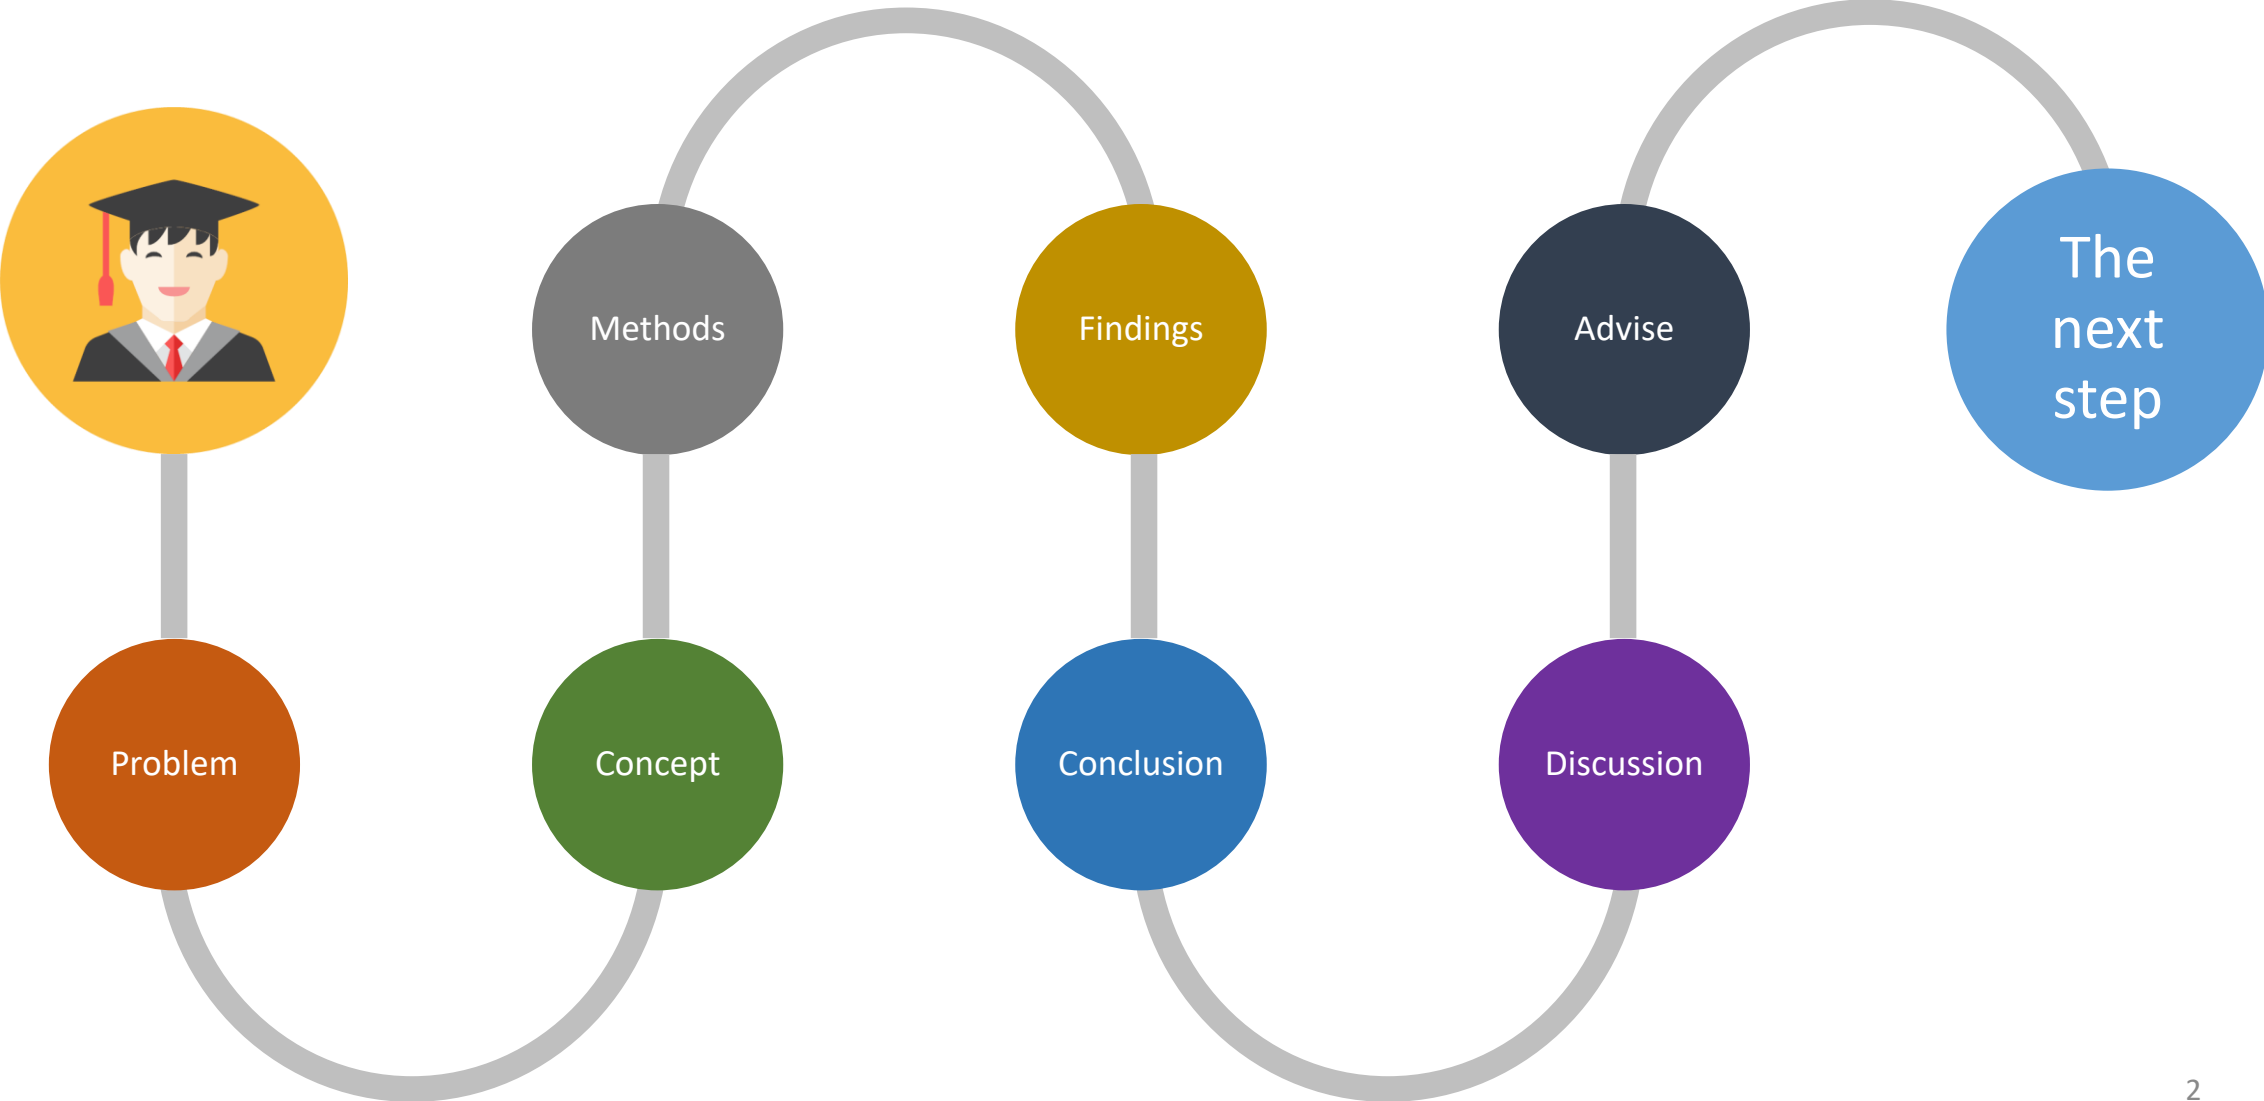 Problem
Concept
Methods
Findings
Conclusion
Discussion
Advise
The
next
step
2